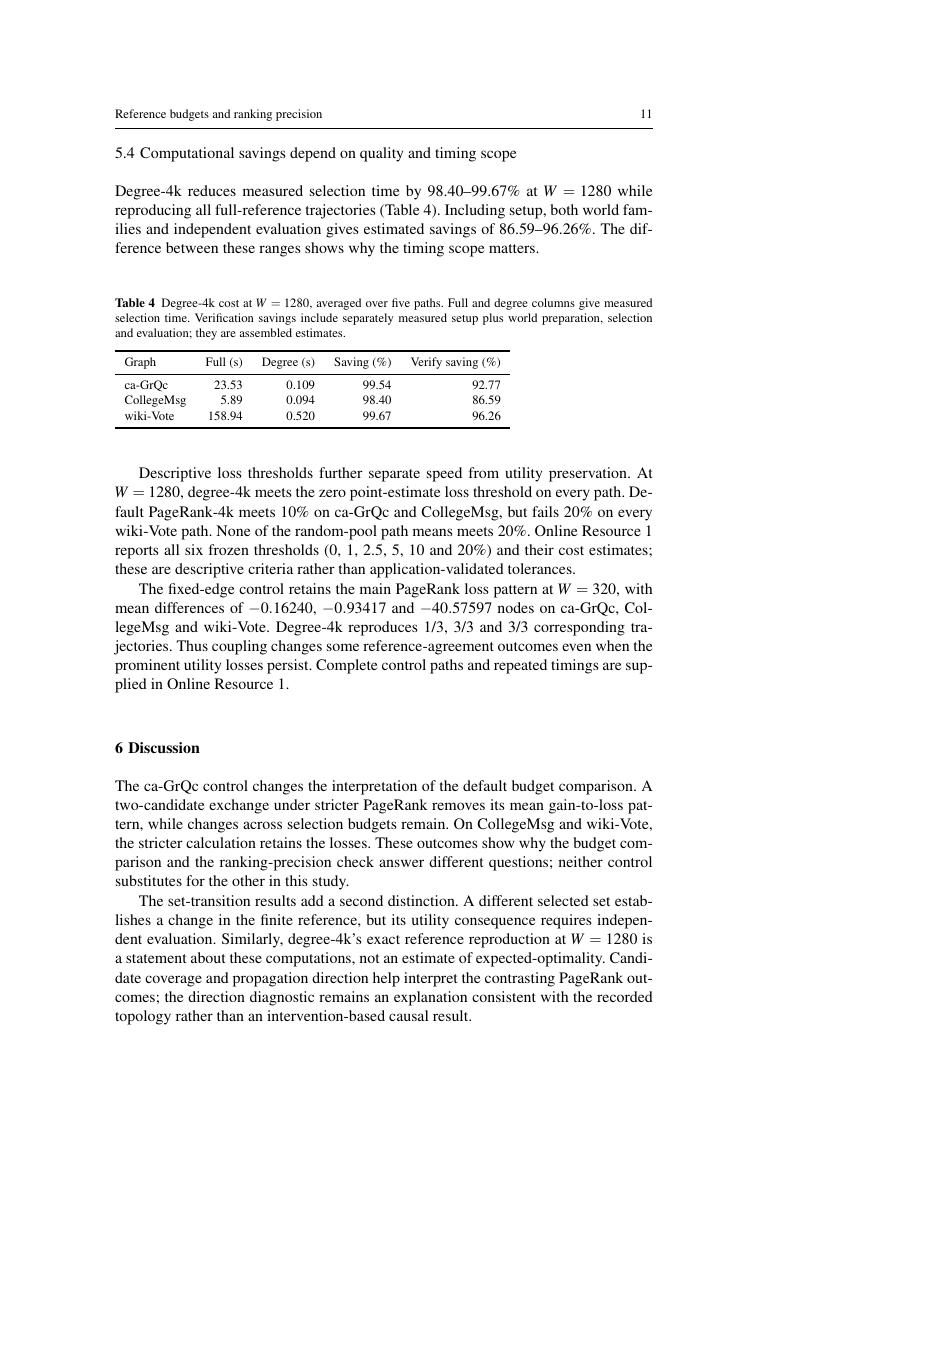 Reference budgets and ranking precision 11
5.4 Computational savings depend on quality and timing scope
Degree-4k reduces measured selection time by 98.40–99.67% at W = 1280 while
reproducing all full-reference trajectories (Table 4). Including setup, both world fam-
ilies and independent evaluation gives estimated savings of 86.59–96.26%. The dif-
ference between these ranges shows why the timing scope matters.
Table 4 Degree-4k cost at W = 1280, averaged over five paths. Full and degree columns give measured
selection time. Verification savings include separately measured setup plus world preparation, selection
and evaluation; they are assembled estimates.
Graph Full (s) Degree (s) Saving (%) Verify saving (%)
ca-GrQc 23.53 0.109 99.54 92.77
CollegeMsg 5.89 0.094 98.40 86.59
wiki-Vote 158.94 0.520 99.67 96.26
Descriptive loss thresholds further separate speed from utility preservation. At
W = 1280, degree-4k meets the zero point-estimate loss threshold on every path. De-
fault PageRank-4k meets 10% on ca-GrQc and CollegeMsg, but fails 20% on every
wiki-Vote path. None of the random-pool path means meets 20%. Online Resource 1
reports all six frozen thresholds (0, 1, 2.5, 5, 10 and 20%) and their cost estimates;
these are descriptive criteria rather than application-validated tolerances.
The fixed-edge control retains the main PageRank loss pattern at W = 320, with
mean differences of −0.16240, −0.93417 and −40.57597 nodes on ca-GrQc, Col-
legeMsg and wiki-Vote. Degree-4k reproduces 1/3, 3/3 and 3/3 corresponding tra-
jectories. Thus coupling changes some reference-agreement outcomes even when the
prominent utility losses persist. Complete control paths and repeated timings are sup-
plied in Online Resource 1.
6 Discussion
The ca-GrQc control changes the interpretation of the default budget comparison. A
two-candidate exchange under stricter PageRank removes its mean gain-to-loss pat-
tern, while changes across selection budgets remain. On CollegeMsg and wiki-Vote,
the stricter calculation retains the losses. These outcomes show why the budget com-
parison and the ranking-precision check answer different questions; neither control
substitutes for the other in this study.
The set-transition results add a second distinction. A different selected set estab-
lishes a change in the finite reference, but its utility consequence requires indepen-
dent evaluation. Similarly, degree-4k's exact reference reproduction at W = 1280 is
a statement about these computations, not an estimate of expected-optimality. Candi-
date coverage and propagation direction help interpret the contrasting PageRank out-
comes; the direction diagnostic remains an explanation consistent with the recorded
topology rather than an intervention-based causal result.